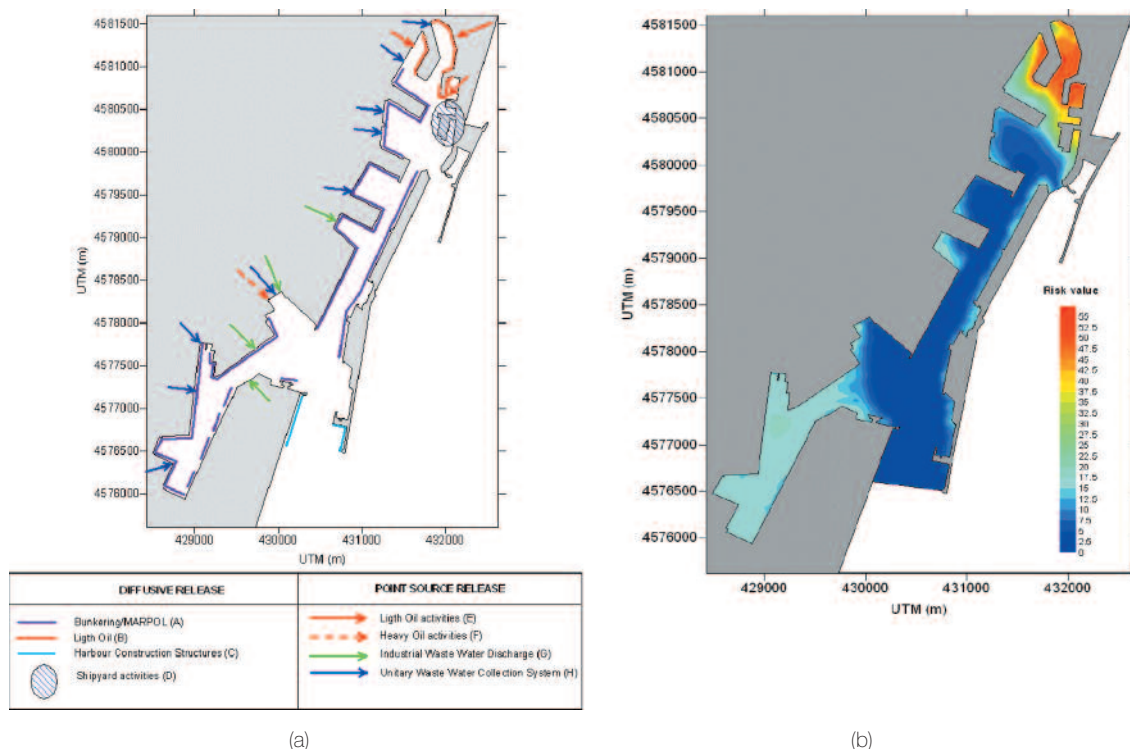 4581500
4581000
4580500
4580000
4579500
4579000
4578500
4578000
4577500
4577000
4576500
4576000
UTM (m)
429000 430000 431000 432000
UTM (m)
DIFFUSIVE RELEASE
Bunkering/MARPOL (A)
Ligth Oil (B)
Harbour Construction Structures (C)
Shipyard activities (D)
POINT SOURCE RELEASE
Ligth Oil activities (E)
Heavy Oil activities (F)
Industrial Waste Water Discharge (G)
Unitary Waste Water Collection System (H)
(a)
4581500
4581000
4580500
4580000
4579500
4579000
4578500
4578000
4577500
4577000
4576500
4576000
UTM (m)
429000 430000 431000 432000
UTM (m)
Risk value
55
52.5
50
47.5
45
42.5
40
37.5
35
32.5
30
27.5
25
22.5
20
17.5
15
12.5
10
7.5
5
2.5
0
(b)